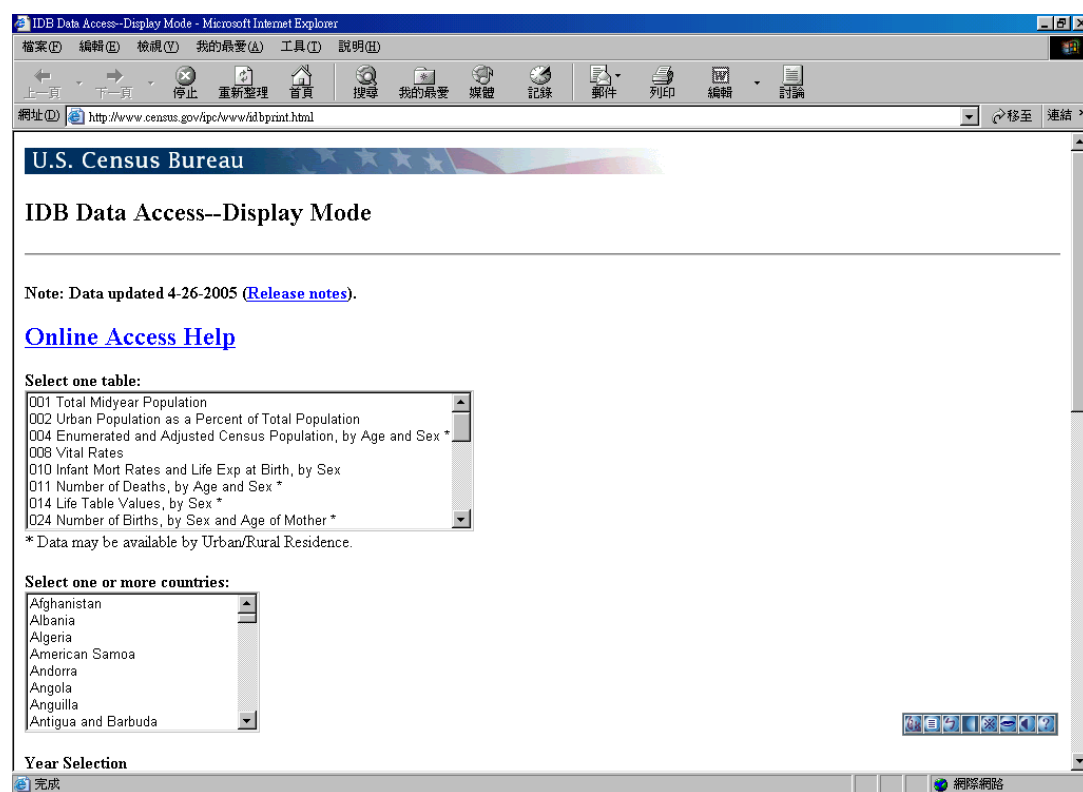 IDB Data Access--Display Mode - Microsoft Internet Explorer
檔案(F) 編輯(E) 檢視(V) 我的最愛(A) 工具(T) 說明(H)
上一頁 下一頁 停止 重新整理 首頁 搜尋 我的最愛 媒體 記錄 郵件 列印 編輯 討論
網址(D) http://www.census.gov/ipc/www/idbprint.html 移至 連結 »
U.S. Census Bureau
IDB Data Access--Display Mode
Note: Data updated 4-26-2005 (Release notes).
Online Access Help
Select one table:
001 Total Midyear Population
002 Urban Population as a Percent of Total Population
004 Enumerated and Adjusted Census Population, by Age and Sex *
008 Vital Rates
010 Infant Mort Rates and Life Exp at Birth, by Sex
011 Number of Deaths, by Age and Sex *
014 Life Table Values, by Sex *
024 Number of Births, by Sex and Age of Mother *
* Data may be available by Urban/Rural Residence.
Select one or more countries:
Afghanistan
Albania
Algeria
American Samoa
Andorra
Angola
Anguilla
Antigua and Barbuda
Year Selection
完成 網際網路